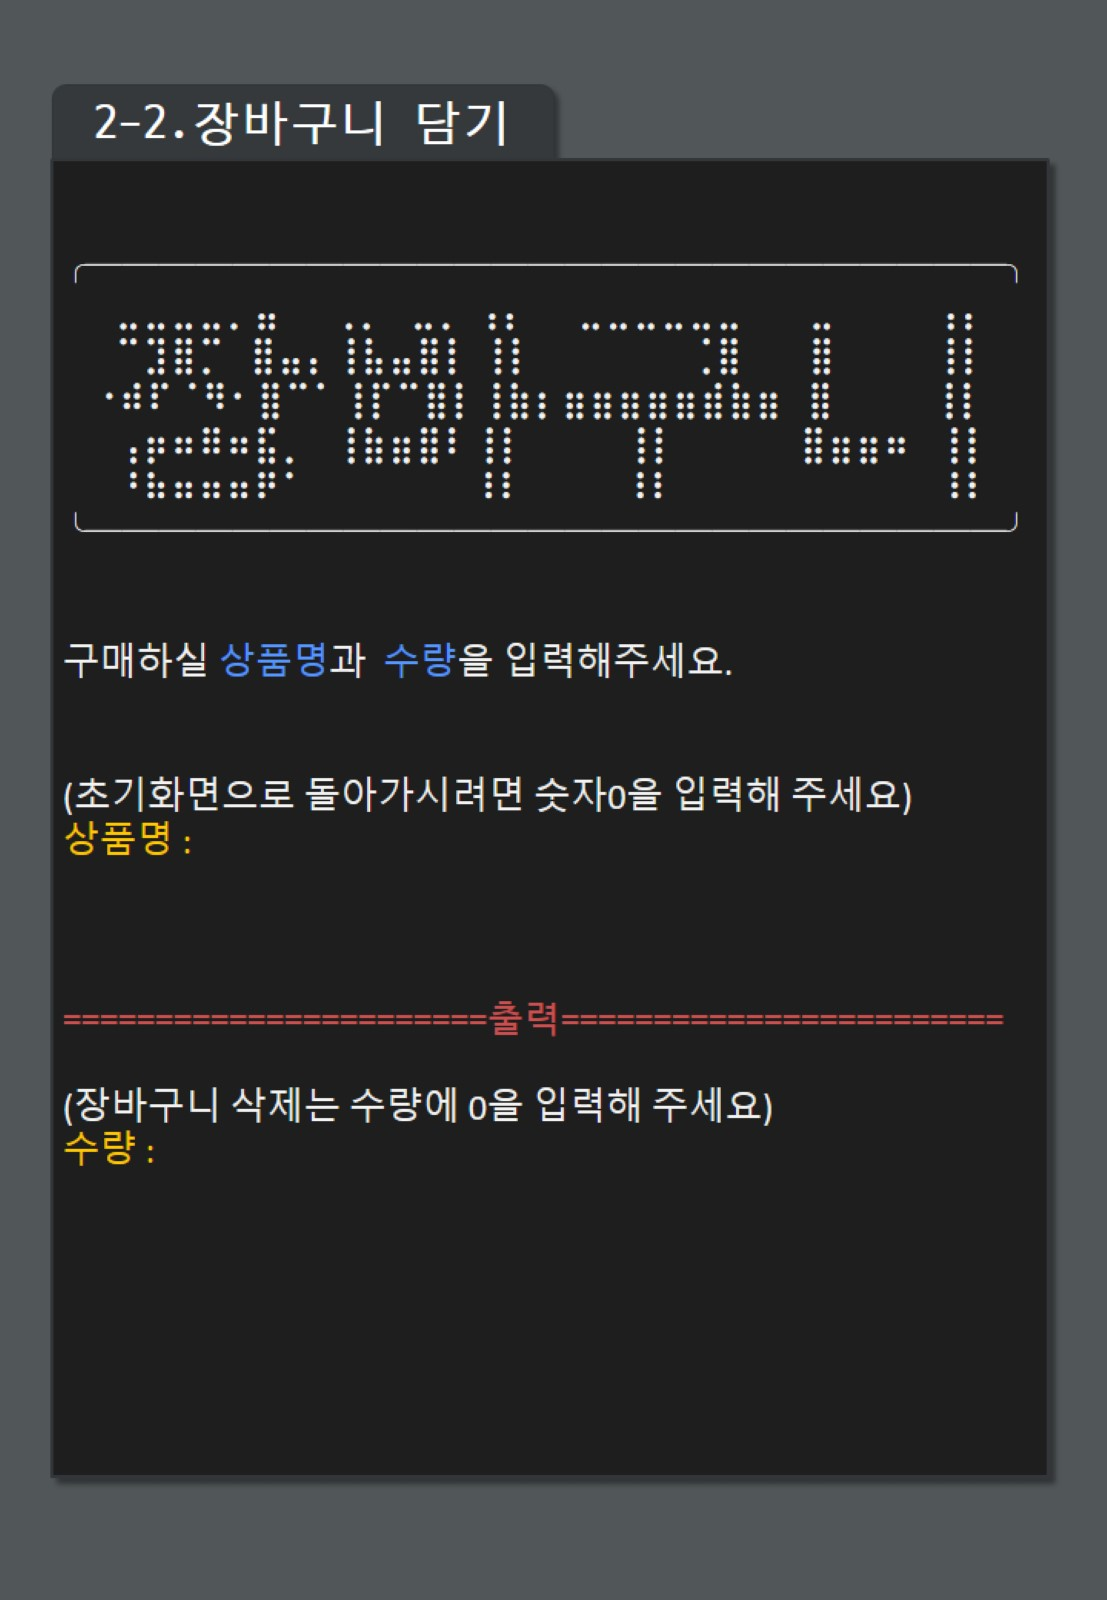 2-2.장바구니 담기
장바구니
구매하실 상품명과 수량을 입력해주세요.
(초기화면으로 돌아가시려면 숫자0을 입력해 주세요)
상품명 :
=======================출력========================
(장바구니 삭제는 수량에 0을 입력해 주세요)
수량 :